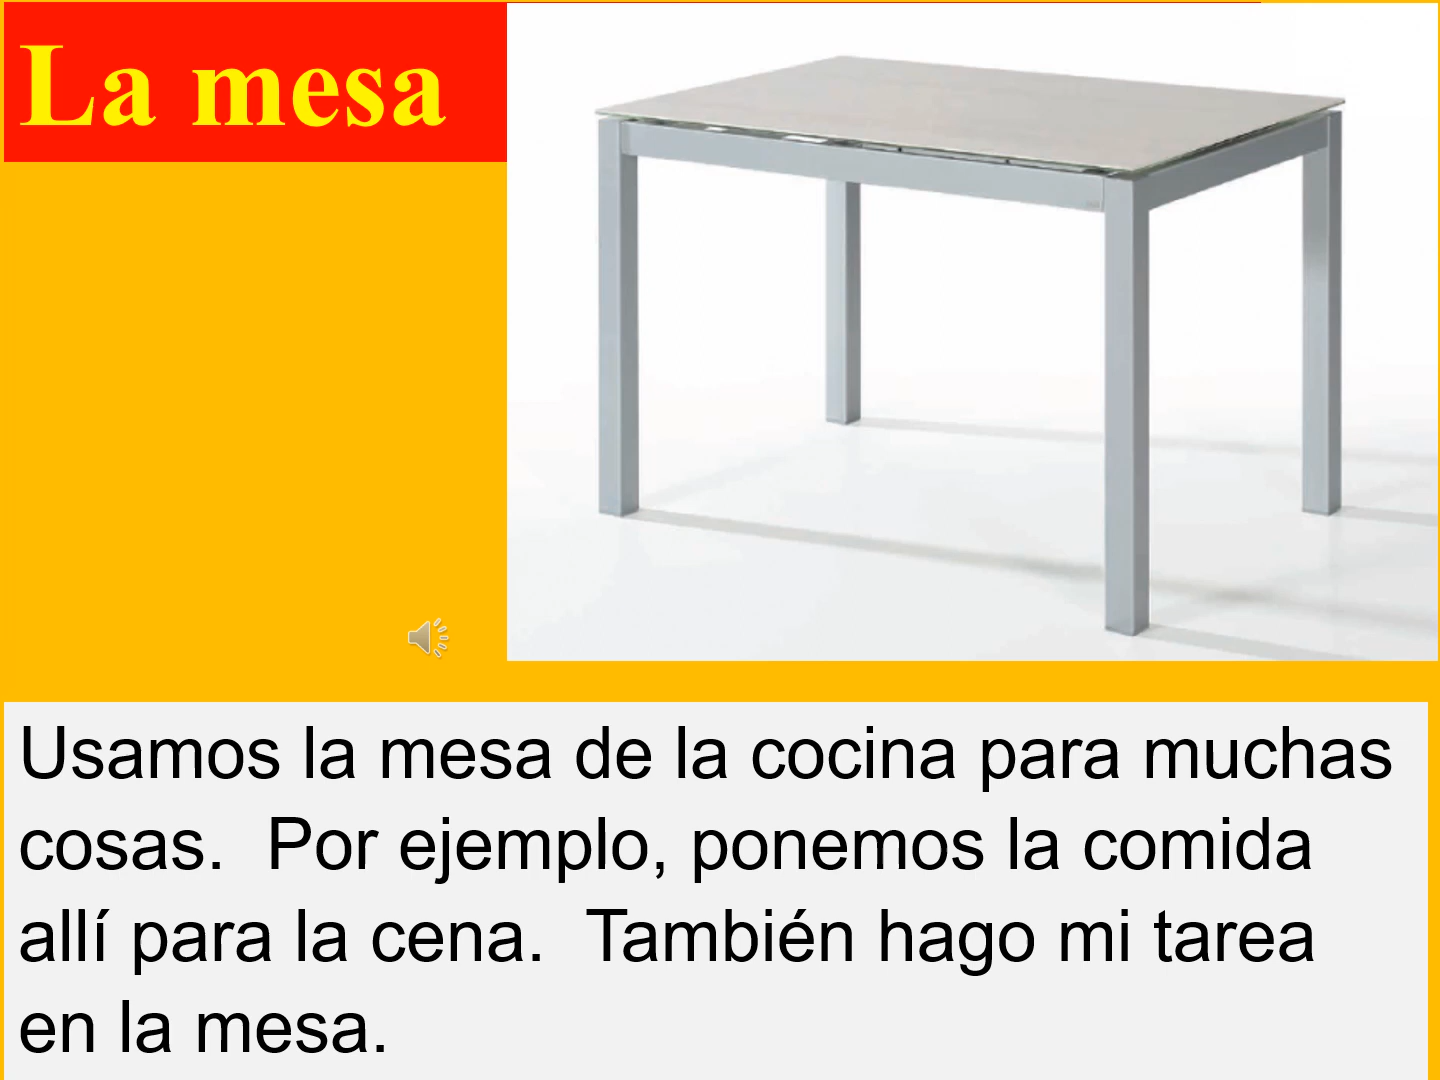 La mesa
Usamos la mesa de la cocina para muchas
cosas.  Por ejemplo, ponemos la comida
allí para la cena.  También hago mi tarea
en la mesa.